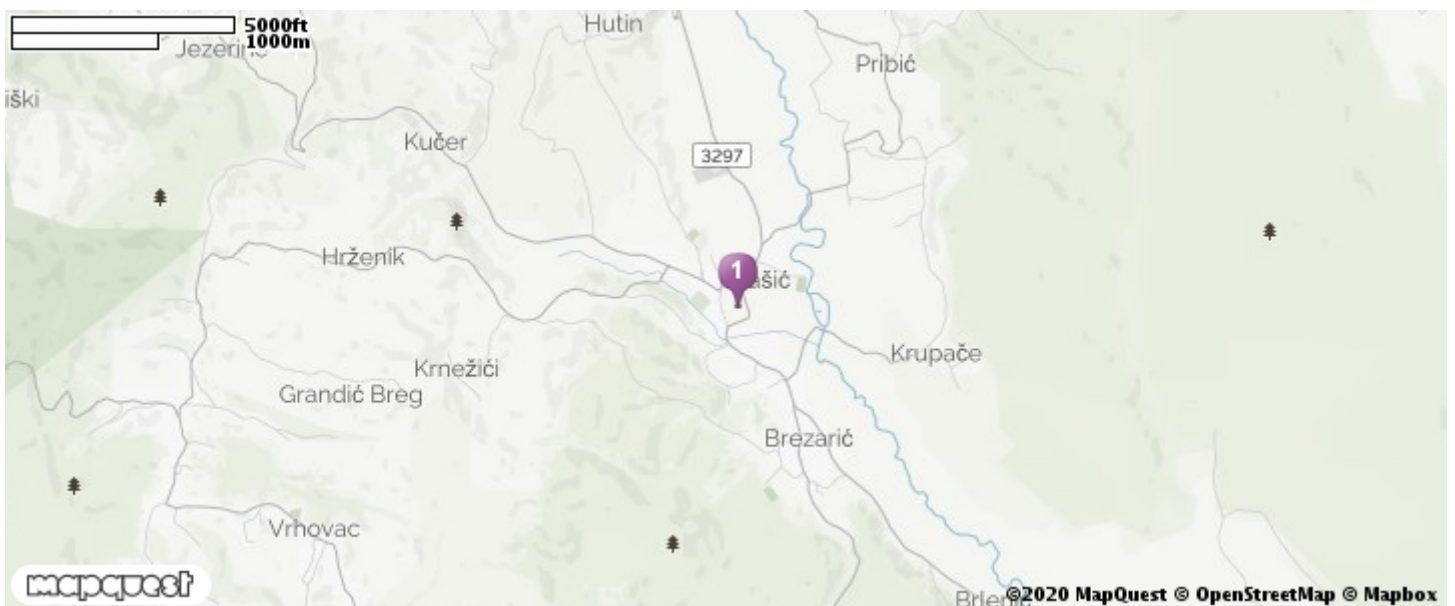 5000ft
1000m
Hutin
Pribić
Kučer
3297
Hrženik
1
Krupače
Krnežići
Grandić Breg
Brezarić
Vrhovac
mapquest
©2020 MapQuest © OpenStreetMap © Mapbox